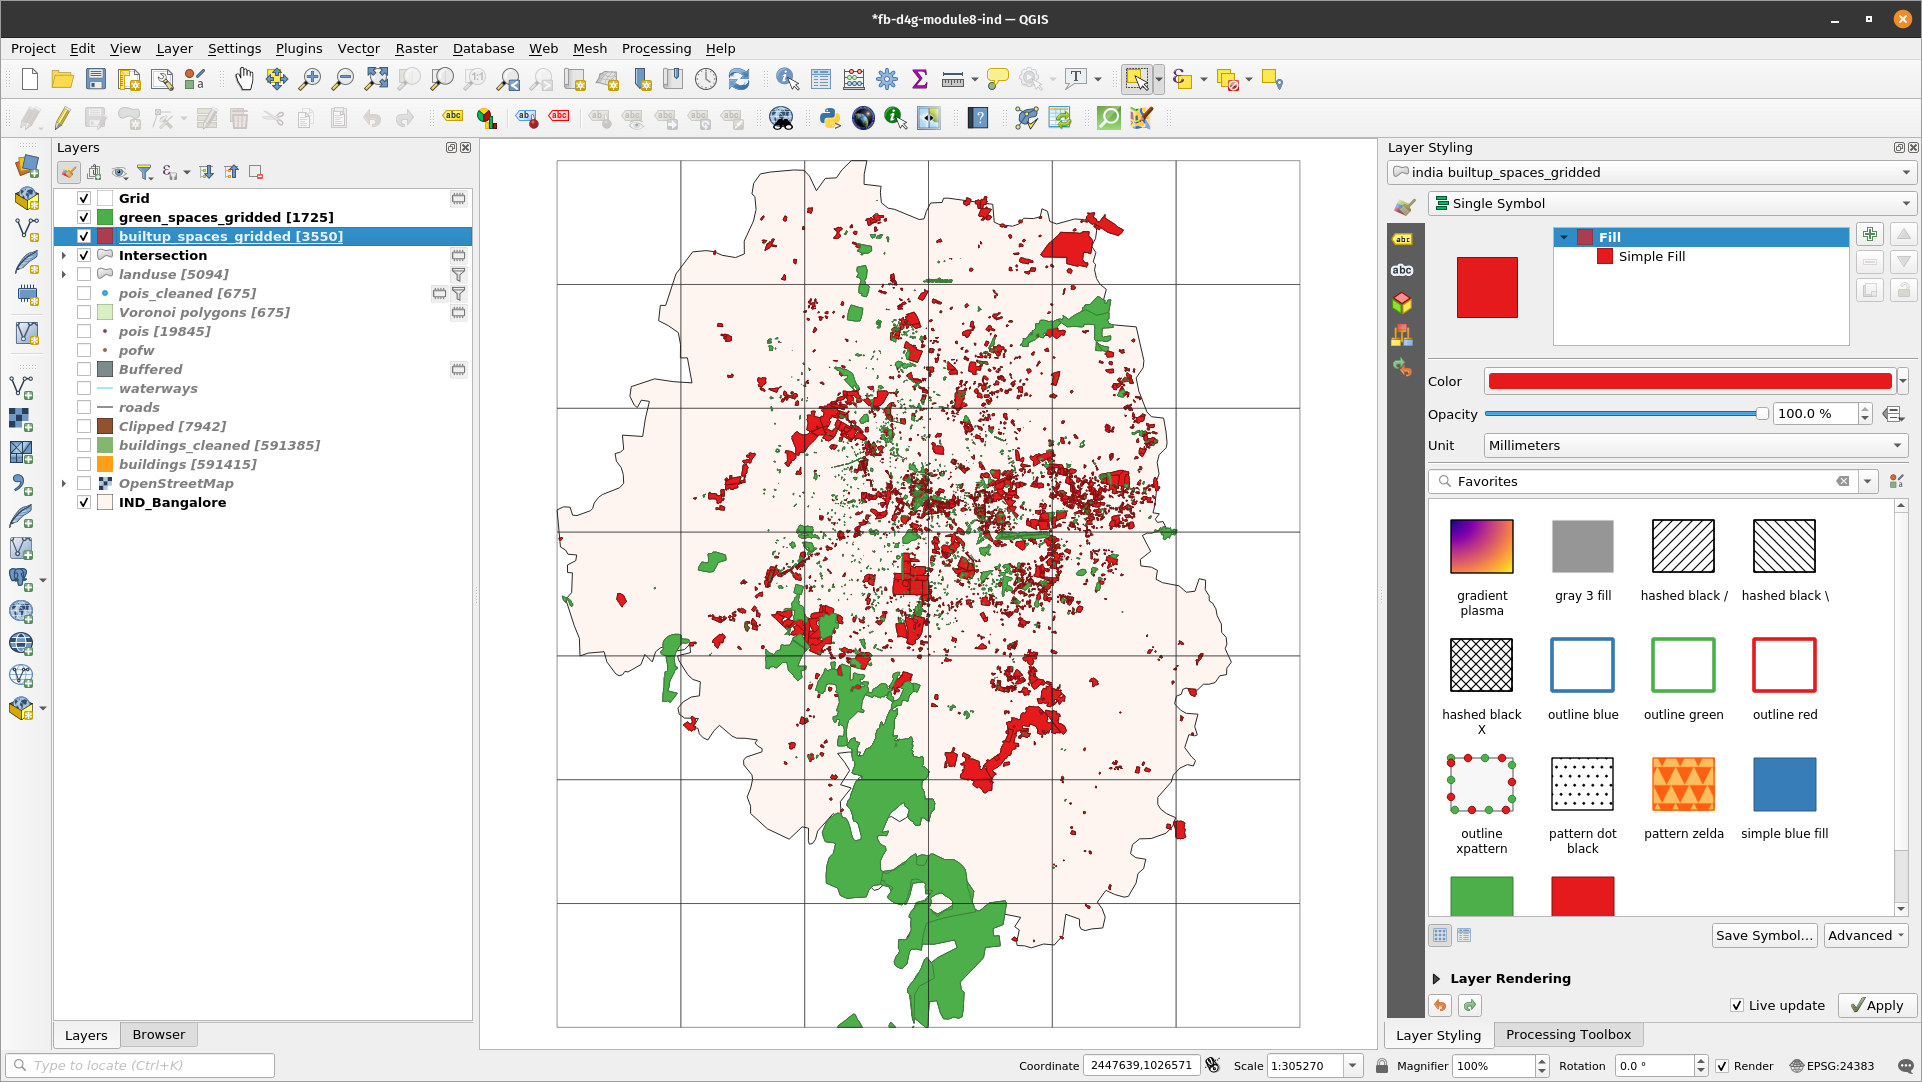 *fb-d4g-module8-ind — QGIS
Project Edit View Layer Settings Plugins Vector Raster Database Web Mesh Processing Help
Layers
Grid
green_spaces_gridded [1725]
builtup_spaces_gridded [3550]
Intersection
landuse [5094]
pois_cleaned [675]
Voronoi polygons [675]
pois [19845]
pofw
Buffered
waterways
roads
Clipped [7942]
buildings_cleaned [591385]
buildings [591415]
OpenStreetMap
IND_Bangalore
Layers Browser
Layer Styling
india builtup_spaces_gridded
Single Symbol
Fill
Simple Fill
Color
Opacity 100.0 %
Unit Millimeters
Favorites
gradient plasma
gray 3 fill
hashed black /
hashed black \
hashed black X
outline blue
outline green
outline red
outline xpattern
pattern dot black
pattern zelda
simple blue fill
Save Symbol... Advanced
Layer Rendering
Live update Apply
Layer Styling Processing Toolbox
Type to locate (Ctrl+K)
Coordinate 2447639,1026571 Scale 1:305270 Magnifier 100% Rotation 0.0 ° Render EPSG:24383